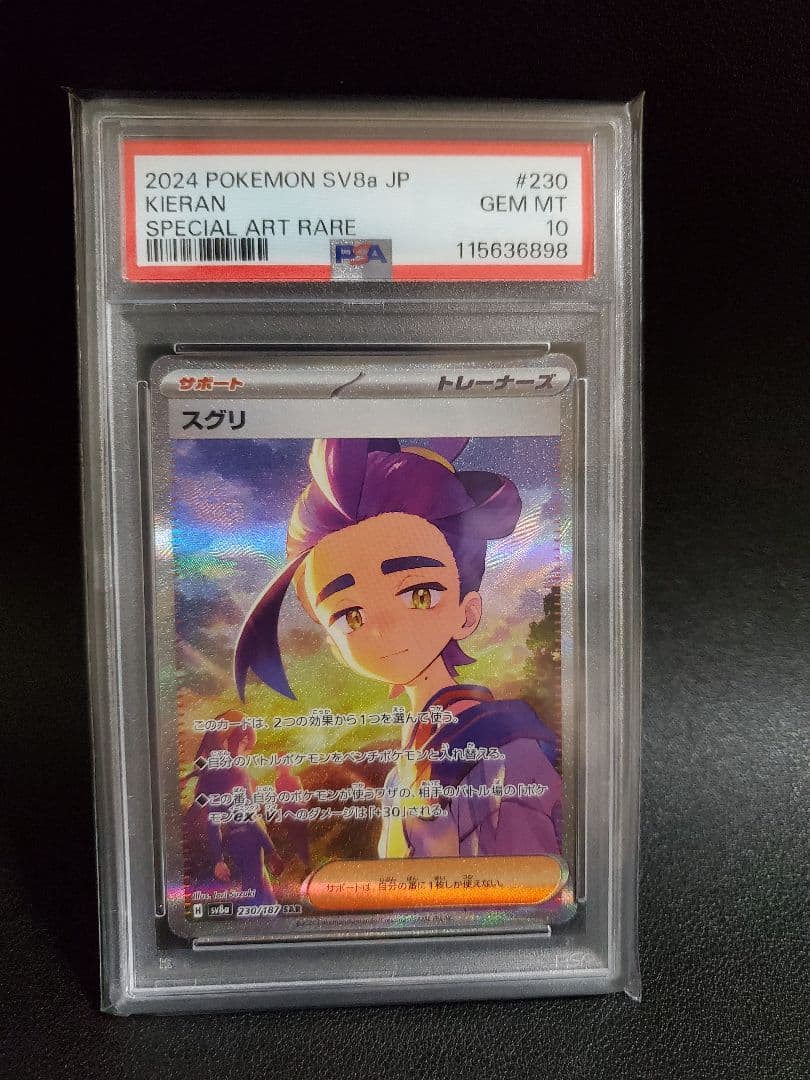 2024 POKEMON SV8a JP #230
KIERAN GEM MT
SPECIAL ART RARE 10
PSA 115636898
サポート トレーナーズ
スグリ
このカードは、2つの効果から1つを選んで使う。
◆自分のバトルポケモンをベンチポケモンと入れ替える。
◆この番、自分のポケモンが使うワザの、相手のバトル場の「ポケ
モンex・V」へのダメージは「+30」される。
サポートは、自分の番に1枚しか使えない。
Illus. Iori Suzuki
H sv8a 230/187 SAR